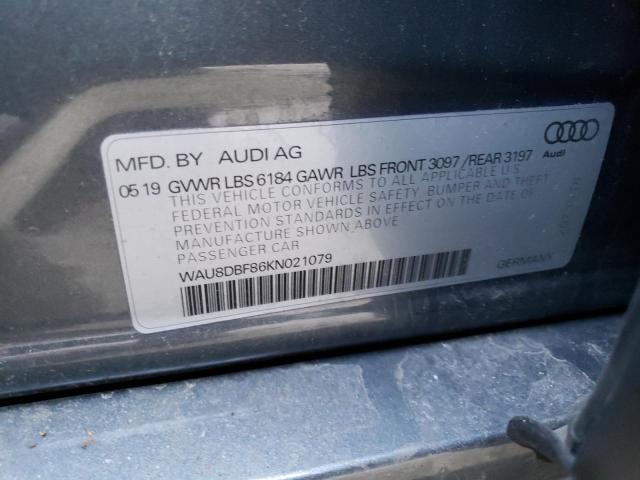 MFD. BY AUDI AG
Audi
05 19 GVWR LBS 6184 GAWR LBS FRONT 3097 / REAR 3197
THIS VEHICLE CONFORMS TO ALL APPLICABLE U.S
FEDERAL MOTOR VEHICLE SAFETY, BUMPER AND THEFT
PREVENTION STANDARDS IN EFFECT ON THE DATE OF
MANUFACTURE SHOWN ABOVE
PASSENGER CAR
WAU8DBF86KN021079
GERMANY